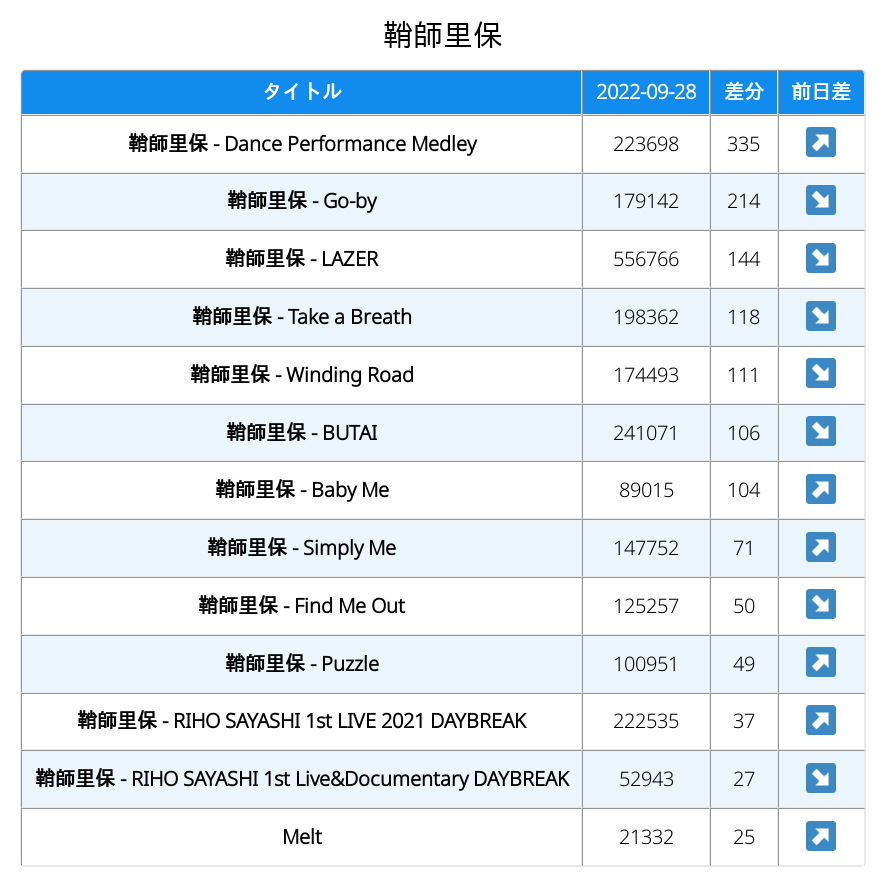 鞘師里保
タイトル 2022-09-28 差分 前日差
鞘師里保 - Dance Performance Medley 223698 335 ↗
鞘師里保 - Go-by 179142 214 ↘
鞘師里保 - LAZER 556766 144 ↘
鞘師里保 - Take a Breath 198362 118 ↘
鞘師里保 - Winding Road 174493 111 ↘
鞘師里保 - BUTAI 241071 106 ↘
鞘師里保 - Baby Me 89015 104 ↗
鞘師里保 - Simply Me 147752 71 ↗
鞘師里保 - Find Me Out 125257 50 ↘
鞘師里保 - Puzzle 100951 49 ↗
鞘師里保 - RIHO SAYASHI 1st LIVE 2021 DAYBREAK 222535 37 ↗
鞘師里保 - RIHO SAYASHI 1st Live&Documentary DAYBREAK 52943 27 ↘
Melt 21332 25 ↗